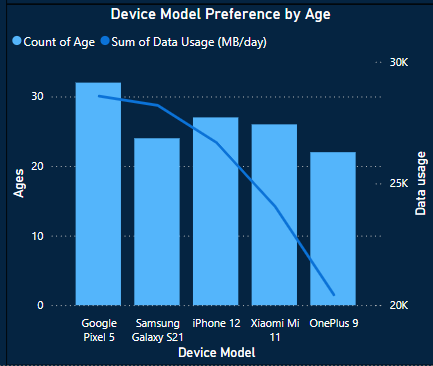 Device Model Preference by Age
Count of Age Sum of Data Usage (MB/day)
30K
30
20
25K
10
0
20K
Ages
Data usage
Google
Pixel 5
Samsung
Galaxy S21
iPhone 12
Xiaomi Mi
11
OnePlus 9
Device Model